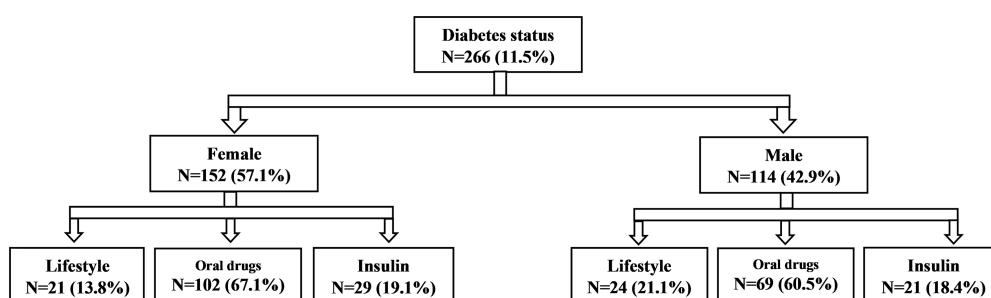 Diabetes status
N=266 (11.5%)
Female
N=152 (57.1%)
Male
N=114 (42.9%)
Lifestyle
N=21 (13.8%)
Oral drugs
N=102 (67.1%)
Insulin
N=29 (19.1%)
Lifestyle
N=24 (21.1%)
Oral drugs
N=69 (60.5%)
Insulin
N=21 (18.4%)